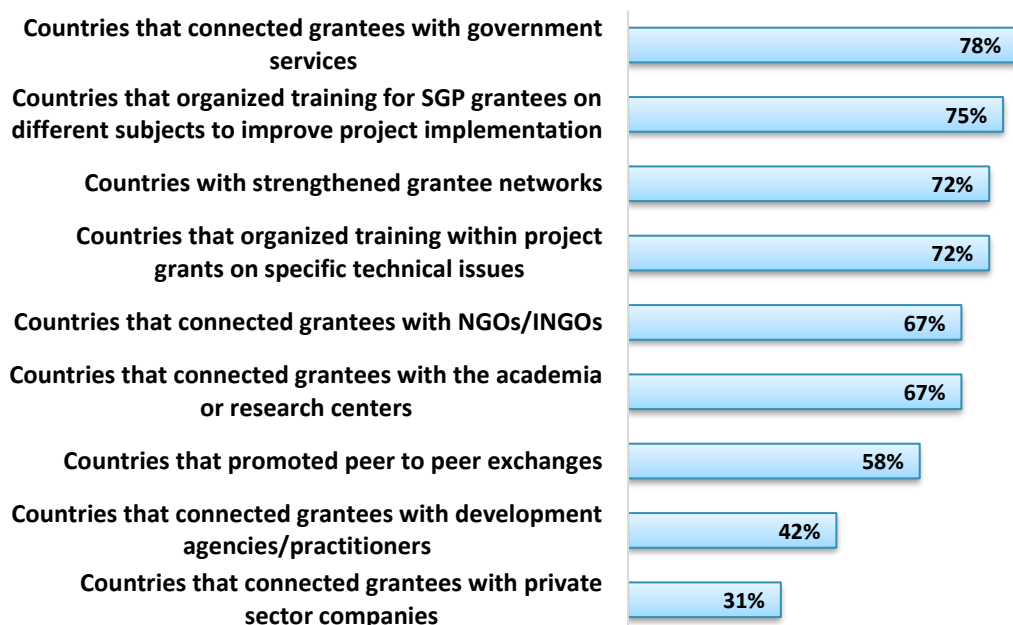 Countries that connected grantees with government
services
78%
Countries that organized training for SGP grantees on
different subjects to improve project implementation
75%
Countries with strengthened grantee networks
72%
Countries that organized training within project
grants on specific technical issues
72%
Countries that connected grantees with NGOs/INGOs
67%
Countries that connected grantees with the academia
or research centers
67%
Countries that promoted peer to peer exchanges
58%
Countries that connected grantees with development
agencies/practitioners
42%
Countries that connected grantees with private
sector companies
31%